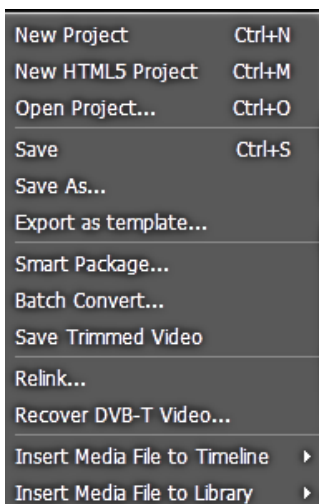 New Project Ctrl+N
New HTML5 Project Ctrl+M
Open Project... Ctrl+O
Save Ctrl+S
Save As...
Export as template...
Smart Package...
Batch Convert...
Save Trimmed Video
Relink...
Recover DVB-T Video...
Insert Media File to Timeline
Insert Media File to Library